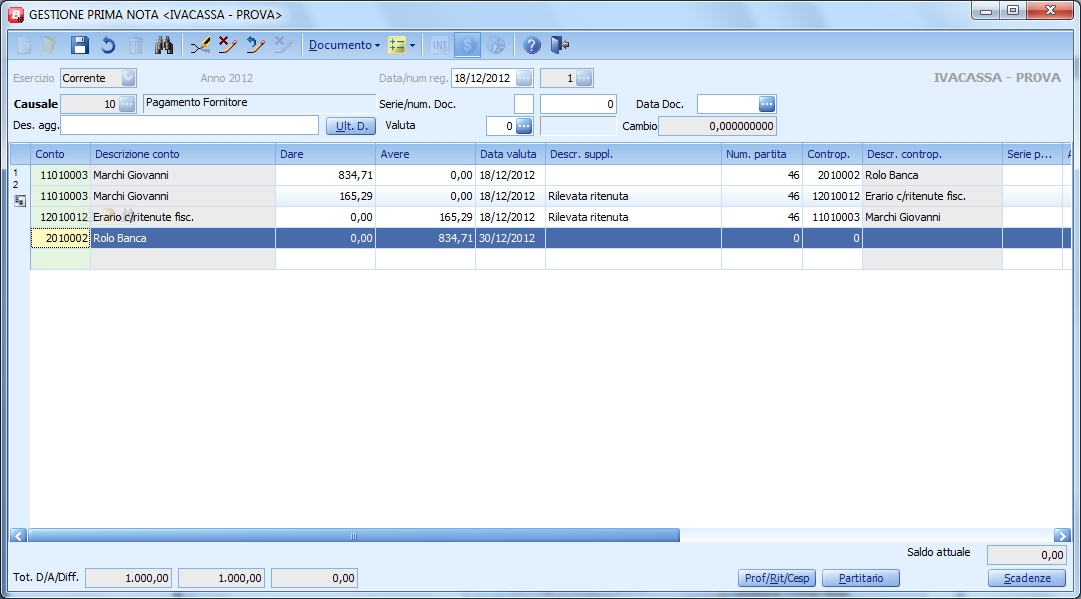 GESTIONE PRIMA NOTA <IVACASSA - PROVA>
Documento INT $
Esercizio Corrente Anno 2012 Data/num reg. 18/12/2012 1 IVACASSA - PROVA
Causale 10 Pagamento Fornitore Serie/num. Doc. 0 Data Doc.
Des. agg. Ult. D. Valuta 0 Cambio 0,000000000
Conto Descrizione conto Dare Avere Data valuta Descr. suppl. Num. partita Controp. Descr. controp. Serie p... A
1 11010003 Marchi Giovanni 834,71 0,00 18/12/2012 46 2010002 Rolo Banca
2 11010003 Marchi Giovanni 165,29 0,00 18/12/2012 Rilevata ritenuta 46 12010012 Erario c/ritenute fisc.
12010012 Erario c/ritenute fisc. 0,00 165,29 18/12/2012 Rilevata ritenuta 46 11010003 Marchi Giovanni
2010002 Rolo Banca 0,00 834,71 30/12/2012 0 0
Saldo attuale 0,00
Tot. D/A/Diff. 1.000,00 1.000,00 0,00 Prof/Rit/Cesp Partitario Scadenze